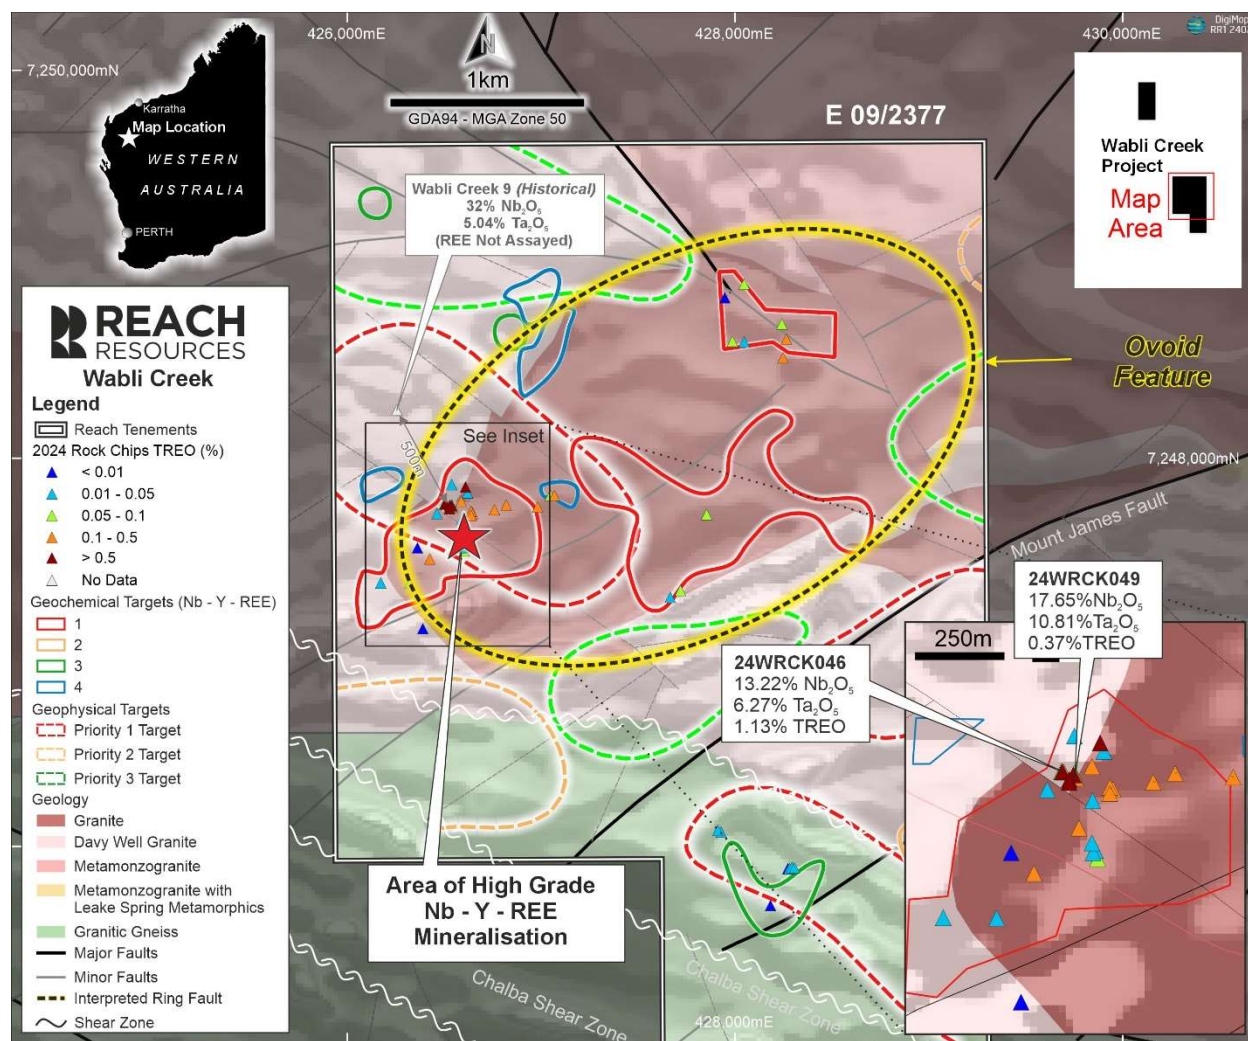 426,000mE
428,000mE
430,000mE
DigiMap
7,250,000mN
N
1km
GDA94 - MGA Zone 50
E 09/2377
Karratha
Map Location
WESTERN
AUSTRALIA
PERTH
Wabli Creek
Project
Map
Area
Wabli Creek 9 (Historical)
32% Nb₂O₅
5.04% Ta₂O₅
(REE Not Assayed)
REACH
RESOURCES
Wabli Creek
Legend
Reach Tenements
2024 Rock Chips TREO (%)
< 0.01
0.01 - 0.05
0.05 - 0.1
0.1 - 0.5
> 0.5
No Data
Geochemical Targets (Nb - Y - REE)
1
2
3
4
Geophysical Targets
Priority 1 Target
Priority 2 Target
Priority 3 Target
Geology
Granite
Davy Well Granite
Metamonzogranite
Metamonzogranite with
Leake Spring Metamorphics
Granitic Gneiss
Major Faults
Minor Faults
Interpreted Ring Fault
Shear Zone
Ovoid
Feature
See Inset
500m
7,248,000mN
Mount James Fault
24WRCK049
17.65%Nb₂O₅
10.81%Ta₂O₅
0.37%TREO
250m
24WRCK046
13.22% Nb₂O₅
6.27% Ta₂O₅
1.13% TREO
Area of High Grade
Nb - Y - REE
Mineralisation
Chalba Shear Zone
Chalba Shear Zone
428,000mE